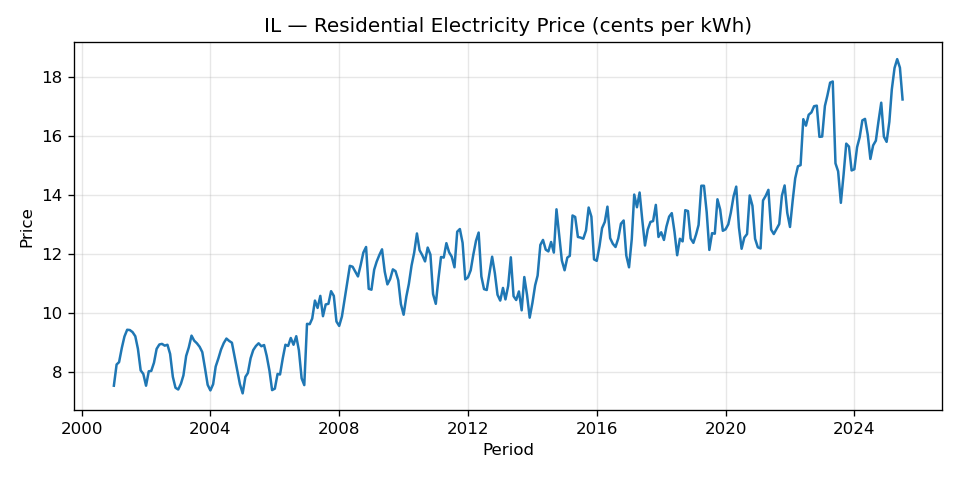 IL — Residential Electricity Price (cents per kWh)
Price
18
16
14
12
10
8
2000 2004 2008 2012 2016 2020 2024
Period